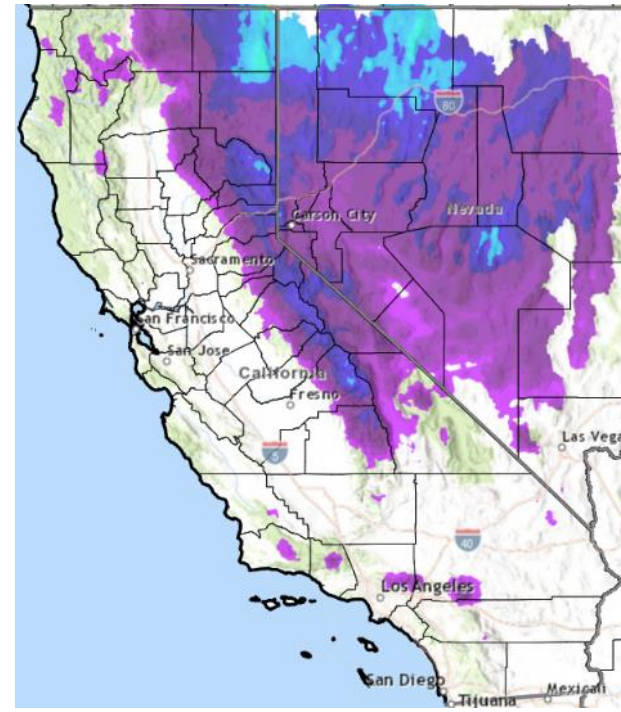 80
Carson City
Nevada
Sacramento
San Francisco
San Jose
California
Fresno
Las Vega
5
40
Los Angeles
San Diego
Tijuana
Mexicali